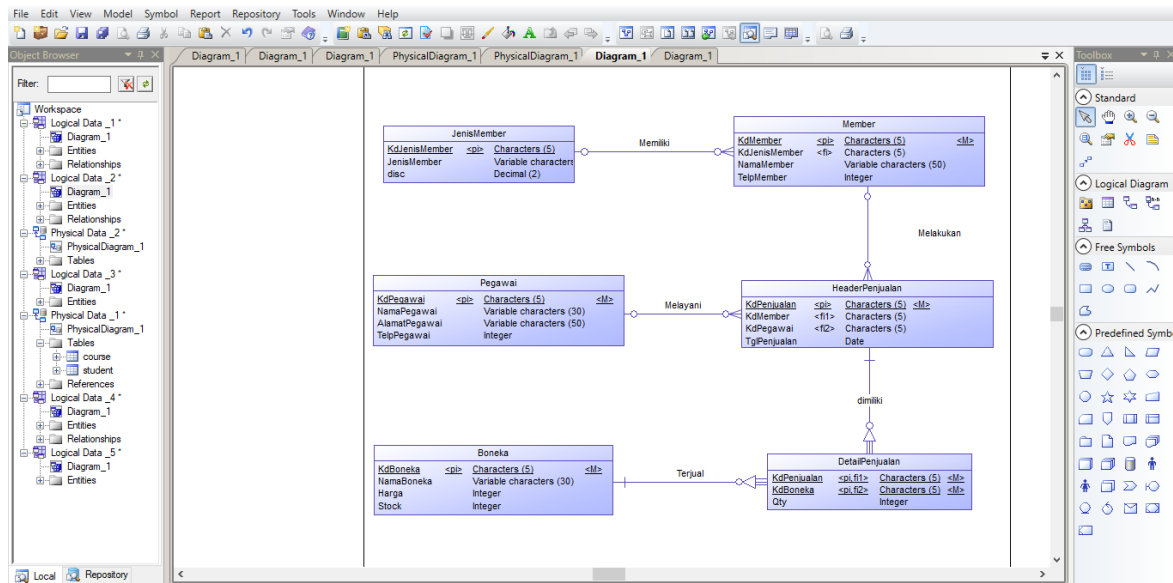 File Edit View Model Symbol Report Repository Tools Window Help
Object Browser
Diagram_1 Diagram_1 Diagram_1 PhysicalDiagram_1 PhysicalDiagram_1 Diagram_1 Diagram_1
Toolbox
Filter:
Workspace
Logical Data _1 *
Diagram_1
Entities
Relationships
Logical Data _2 *
Diagram_1
Entities
Relationships
Physical Data _2 *
PhysicalDiagram_1
Tables
Logical Data _3 *
Diagram_1
Entities
Physical Data _1 *
PhysicalDiagram_1
Tables
course
student
References
Logical Data _4 *
Diagram_1
Entities
Relationships
Logical Data _5 *
Diagram_1
Entities
Local Repository
JenisMember
KdJenisMember <pi> Characters (5)
JenisMember Variable characters
disc Decimal (2)
Memiliki
Member
KdMember <pi> Characters (5) <M>
KdJenisMember <fi> Characters (5)
NamaMember Variable characters (50)
TelpMember Integer
Melakukan
Pegawai
KdPegawai <pi> Characters (5) <M>
NamaPegawai Variable characters (30)
AlamatPegawai Variable characters (50)
TelpPegawai Integer
Melayani
HeaderPenjualan
KdPenjualan <pi> Characters (5) <M>
KdMember <fi1> Characters (5)
KdPegawai <fi2> Characters (5)
TglPenjualan Date
dimiliki
Boneka
KdBoneka <pi> Characters (5) <M>
NamaBoneka Variable characters (30)
Harga Integer
Stock Integer
Terjual
DetailPenjualan
KdPenjualan <pi,fi1> Characters (5) <M>
KdBoneka <pi,fi2> Characters (5) <M>
Qty Integer
Standard
Logical Diagram
Free Symbols
Predefined Symbo